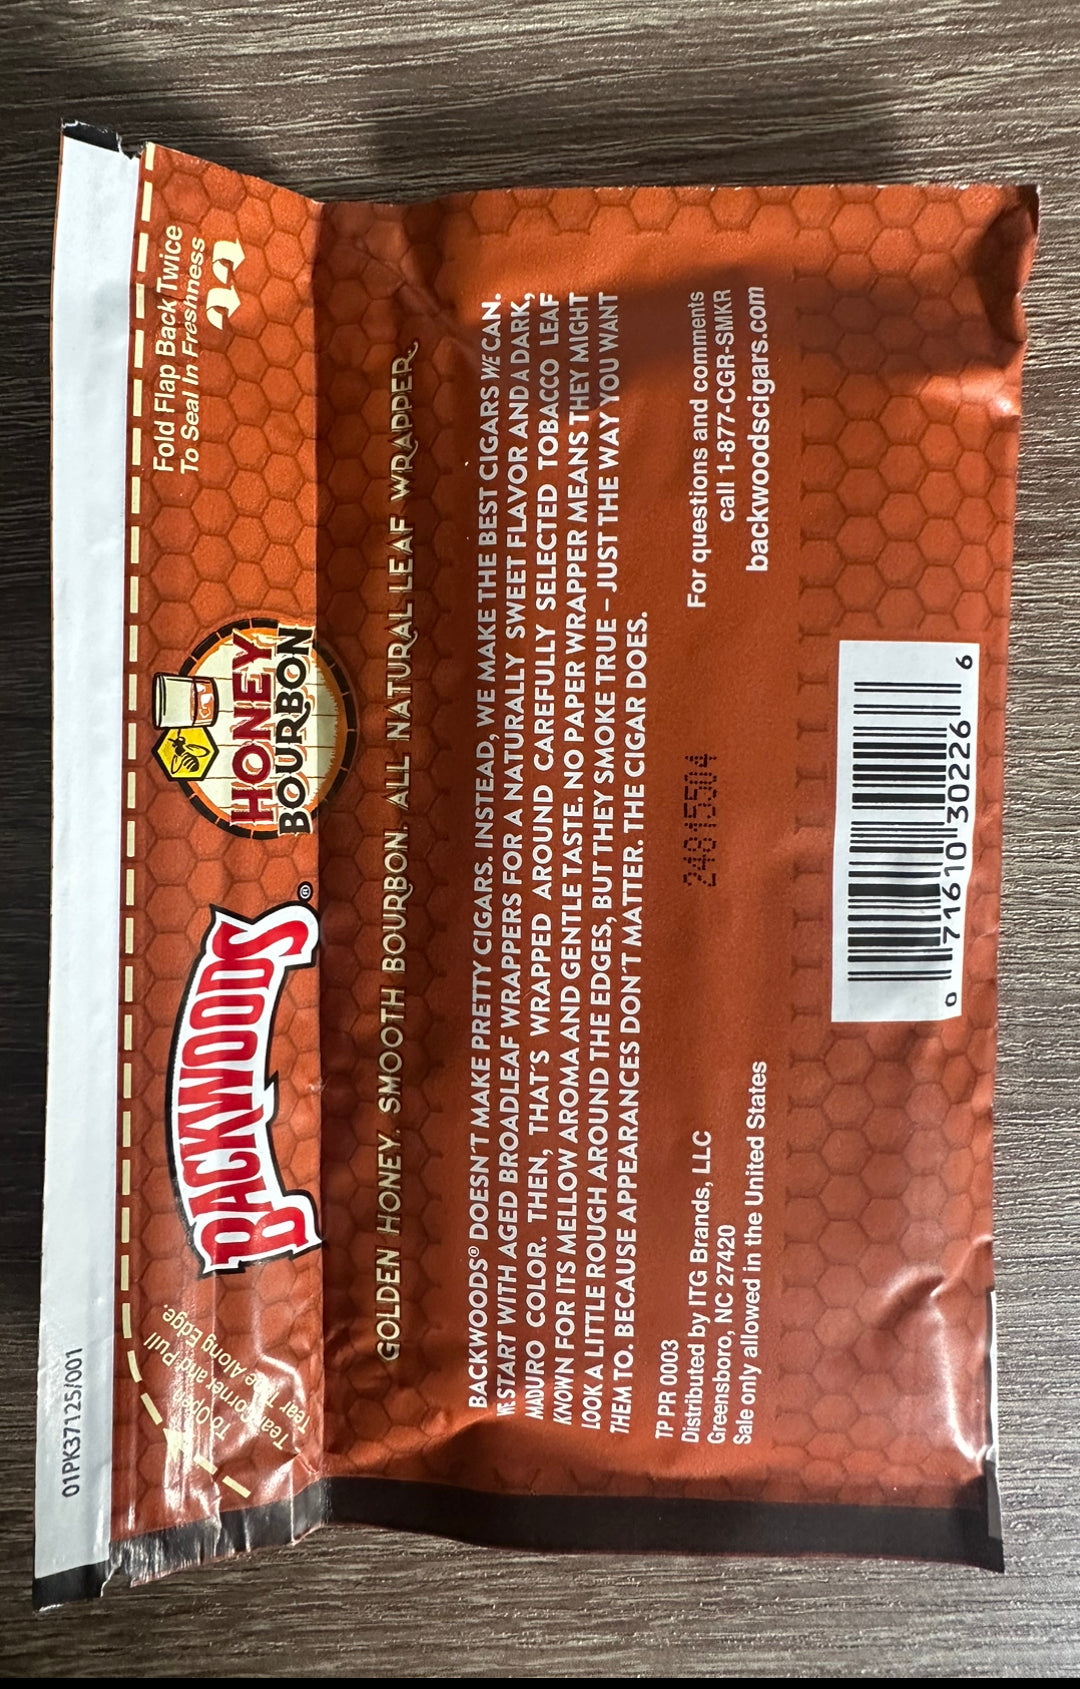 01PK37125/001
To Open
Tear Corner and Pull
Tear Tape Along Edge.
BACKWOODS®
HONEY
BOURBON
Fold Flap Back Twice
To Seal In Freshness
GOLDEN HONEY. SMOOTH BOURBON. ALL NATURAL LEAF WRAPPER.
BACKWOODS® DOESN'T MAKE PRETTY CIGARS. INSTEAD, WE MAKE THE BEST CIGARS WE CAN.
WE START WITH AGED BROADLEAF WRAPPERS FOR A NATURALLY SWEET FLAVOR AND A DARK,
MADURO COLOR. THEN, THAT'S WRAPPED AROUND CAREFULLY SELECTED TOBACCO LEAF
KNOWN FOR ITS MELLOW AROMA AND GENTLE TASTE. NO PAPER WRAPPER MEANS THEY MIGHT
LOOK A LITTLE ROUGH AROUND THE EDGES, BUT THEY SMOKE TRUE – JUST THE WAY YOU WANT
THEM TO. BECAUSE APPEARANCES DON'T MATTER. THE CIGAR DOES.
TP PR 0003
Distributed by ITG Brands, LLC
Greensboro, NC 27420
Sale only allowed in the United States
24815504
For questions and comments
call 1-877-CGR-SMKR
backwoodscigars.com
0 71610 30226 6